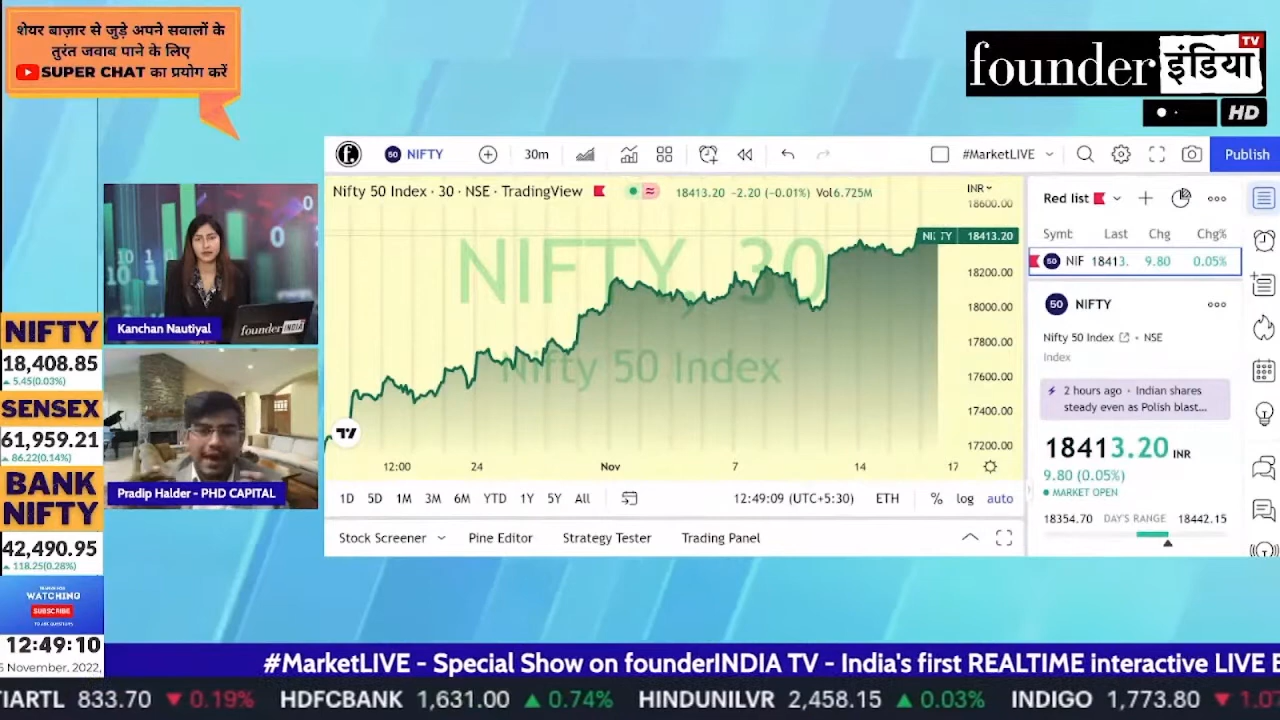 शेयर बाज़ार से जुड़े अपने सवालों के
तुरंत जवाब पाने के लिए
SUPER CHAT का प्रयोग करें
founder इंडिया TV
HD
NIFTY
30m
#MarketLIVE
Publish
Nifty 50 Index · 30 · NSE · TradingView
18413.20 −2.20 (−0.01%) Vol 6.725M
INR
18600.00
NIFTY 18413.20
18200.00
18000.00
17800.00
17600.00
17400.00
17200.00
NIFTY, 30
Nifty 50 Index
12:00 24 Nov 7 14 17
1D 5D 1M 3M 6M YTD 1Y 5Y All
12:49:09 (UTC+5:30) ETH % log auto
Stock Screener Pine Editor Strategy Tester Trading Panel
Red list
Symb Last Chg Chg%
50 NIF 18413. 9.80 0.05%
50 NIFTY
Nifty 50 Index · NSE
Index
2 hours ago · Indian shares
steady even as Polish blast...
18413.20 INR
9.80 (0.05%)
MARKET OPEN
18354.70 DAY'S RANGE 18442.15
Kanchan Nautiyal
founder INDIA
Pradip Halder - PHD CAPITAL
NIFTY
18,408.85
5.45(0.03%)
SENSEX
61,959.21
86.22(0.14%)
BANK
NIFTY
42,490.95
118.25(0.28%)
WATCHING
SUBSCRIBE
12:49:10
November, 2022,
#MarketLIVE - Special Show on founderINDIA TV - India's first REALTIME interactive LIVE
TIARTL 833.70 ▼ 0.19% HDFCBANK 1,631.00 ▲ 0.74% HINDUNILVR 2,458.15 ▲ 0.03% INDIGO 1,773.80 ▼ 1.0